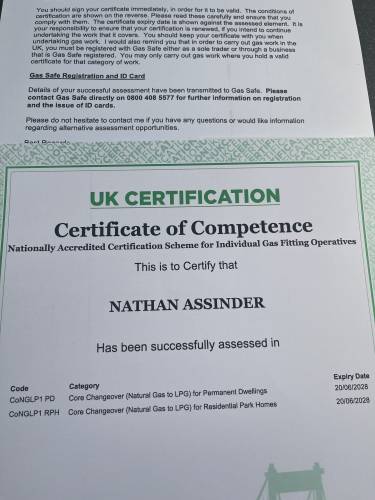 You should sign your certificate immediately, in order for it to be valid. The conditions of
certification are shown on the reverse. Please read these carefully and ensure that you
comply with them. The certificate expiry date is shown against the assessed element. It is
your responsibility to ensure that your certification is renewed, if you intend to continue
undertaking the work that it covers. You should keep your certificate with you when
undertaking gas work. I would also remind you that in order to carry out gas work in the
UK, you must be registered with Gas Safe either as a sole trader or through a business
that is Gas Safe registered. You may only carry out gas work where you hold a valid
certificate for that category of work.
Gas Safe Registration and ID Card
Details of your successful assessment have been transmitted to Gas Safe. Please
contact Gas Safe directly on 0800 408 5577 for further information on registration
and the issue of ID cards.
Please do not hesitate to contact me if you have any questions or would like information
regarding alternative assessment opportunities.
UK CERTIFICATION
Certificate of Competence
Nationally Accredited Certification Scheme for Individual Gas Fitting Operatives
This is to Certify that
NATHAN ASSINDER
Has been successfully assessed in
Code Category Expiry Date
CoNGLP1 PD Core Changeover (Natural Gas to LPG) for Permanent Dwellings 20/06/2028
CoNGLP1 RPH Core Changeover (Natural Gas to LPG) for Residential Park Homes 20/06/2028